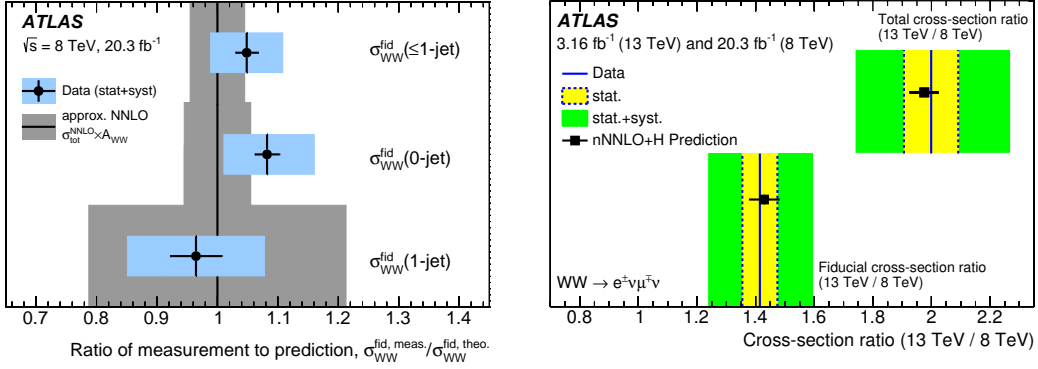 ATLAS
√s = 8 TeV, 20.3 fb⁻¹
Data (stat+syst)
approx. NNLO
σ_tot^NNLO×A_WW
σ_WW^fid(≤1-jet)
σ_WW^fid(0-jet)
σ_WW^fid(1-jet)
0.7 0.8 0.9 1 1.1 1.2 1.3 1.4
Ratio of measurement to prediction, σ_WW^fid, meas./σ_WW^fid, theo.
ATLAS
3.16 fb⁻¹ (13 TeV) and 20.3 fb⁻¹ (8 TeV)
Data
stat.
stat.+syst.
nNNLO+H Prediction
Total cross-section ratio
(13 TeV / 8 TeV)
WW → e±νμ∓ν
Fiducial cross-section ratio
(13 TeV / 8 TeV)
0.8 1 1.2 1.4 1.6 1.8 2 2.2
Cross-section ratio (13 TeV / 8 TeV)